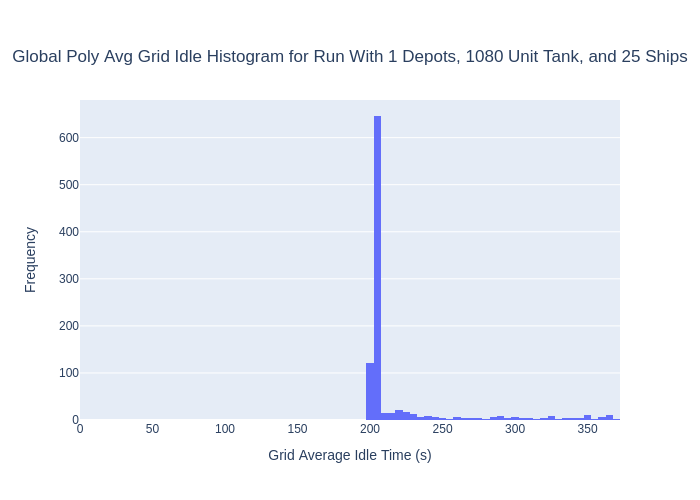 Global Poly Avg Grid Idle Histogram for Run With 1 Depots, 1080 Unit Tank, and 25 Ships
600
500
400
300
200
100
0
Frequency
0 50 100 150 200 250 300 350
Grid Average Idle Time (s)